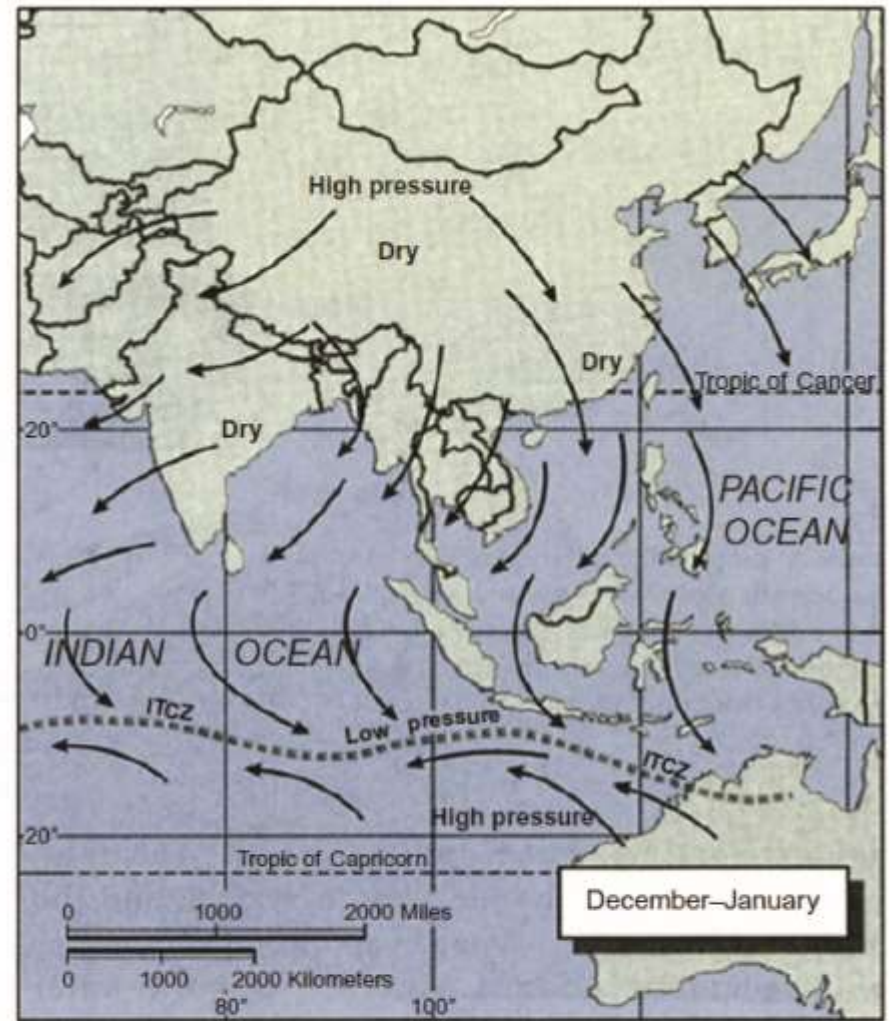 High pressure
Dry
Dry
Tropic of Cancer
20°
Dry
PACIFIC
OCEAN
0°
INDIAN OCEAN
ITCZ
Low pressure
ITCZ
20°
High pressure
Tropic of Capricorn
December–January
0 1000 2000 Miles
0 1000 2000 Kilometers
80° 100°